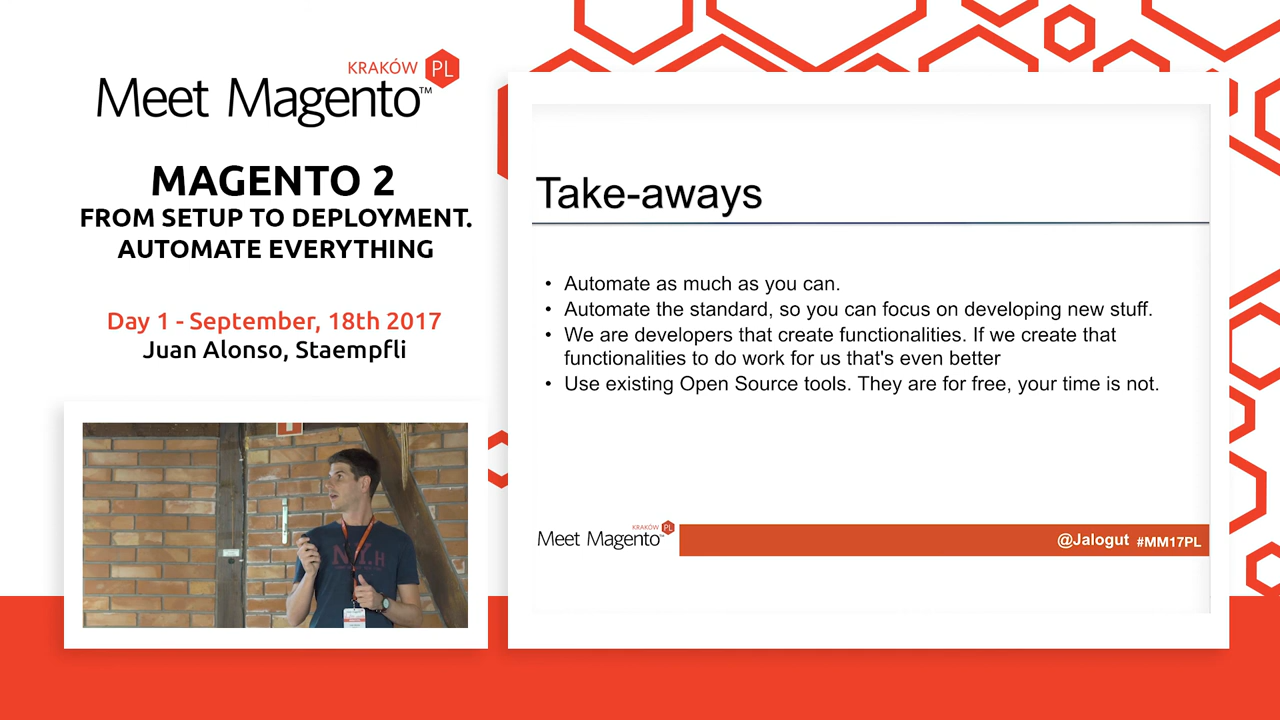 KRAKÓW PL
Meet Magento™
MAGENTO 2
FROM SETUP TO DEPLOYMENT.
AUTOMATE EVERYTHING
Day 1 - September, 18th 2017
Juan Alonso, Staempfli
Take-aways
• Automate as much as you can.
• Automate the standard, so you can focus on developing new stuff.
• We are developers that create functionalities. If we create that
functionalities to do work for us that's even better
• Use existing Open Source tools. They are for free, your time is not.
KRAKÓW PL
Meet Magento
@Jalogut #MM17PL